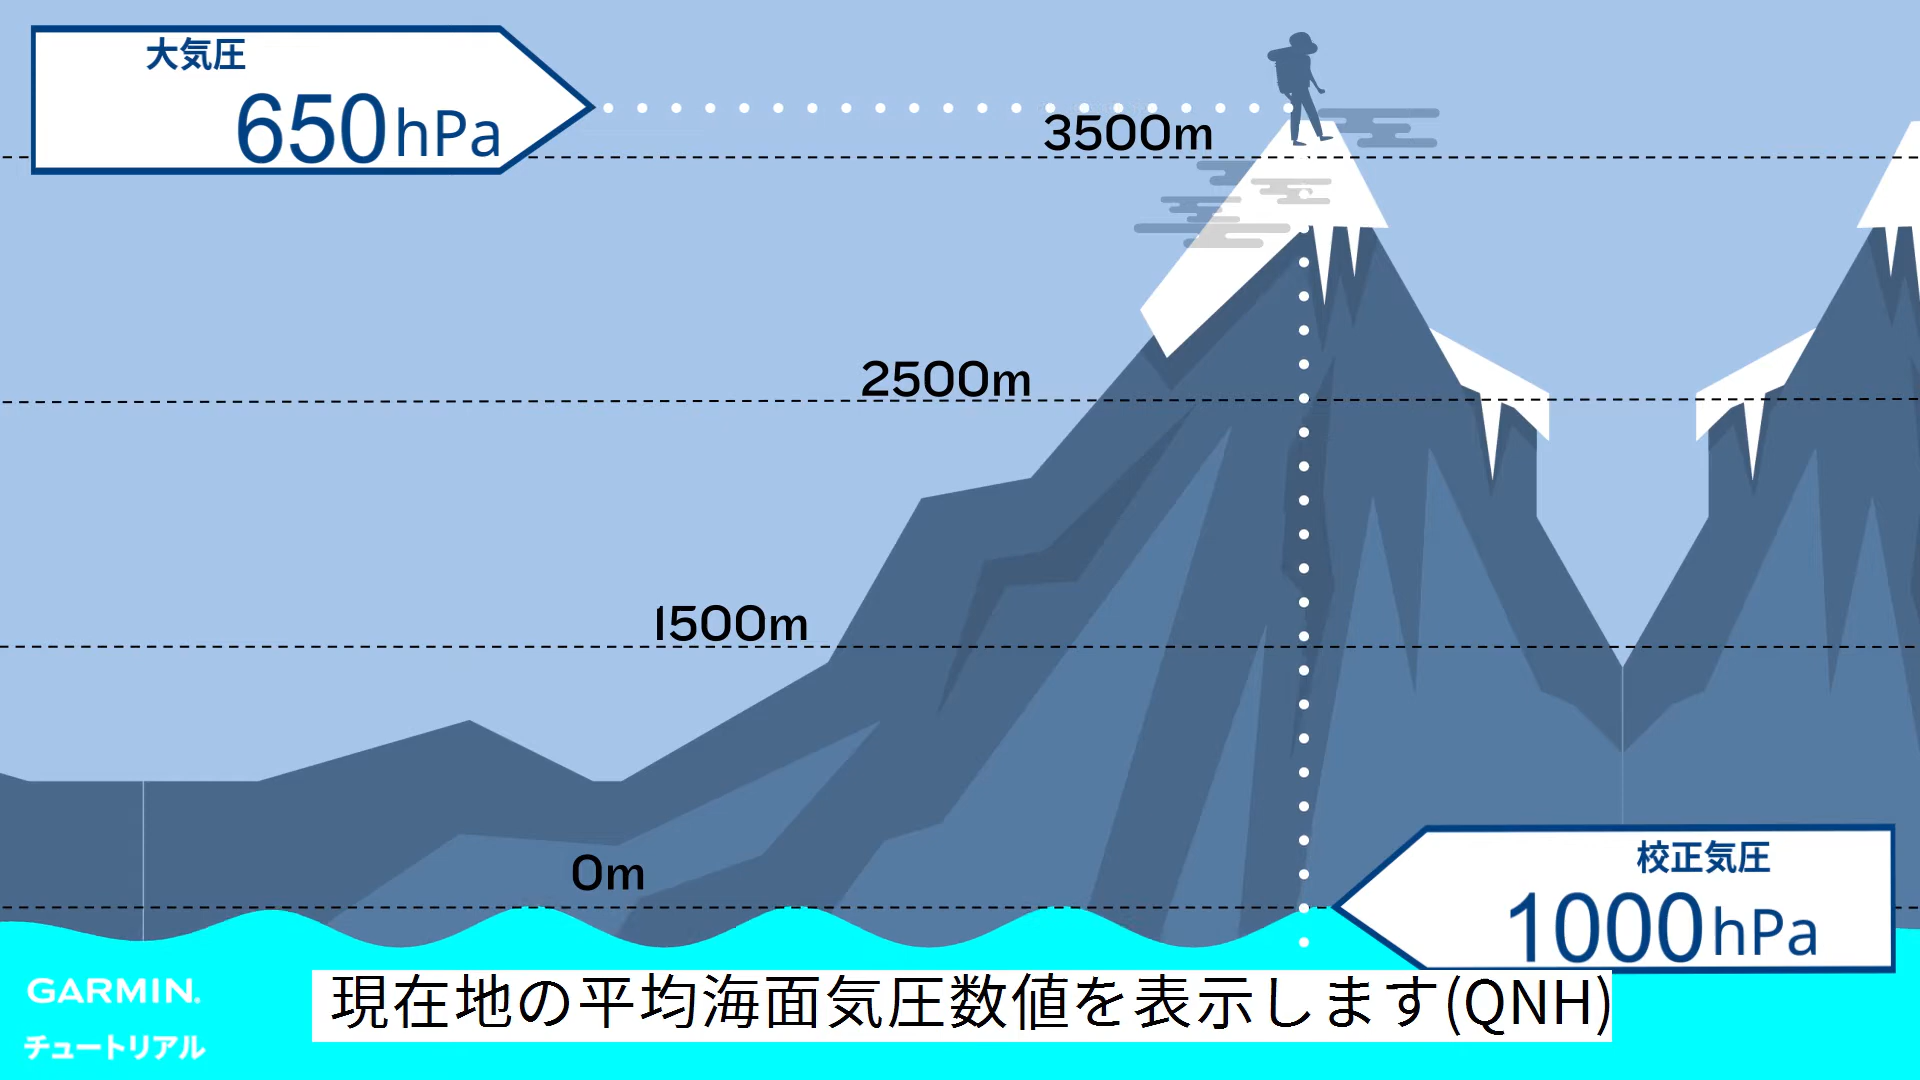 大気圧
650hPa
3500m
2500m
1500m
0m
校正気圧
1000hPa
GARMIN.
チュートリアル
現在地の平均海面気圧数値を表示します(QNH)